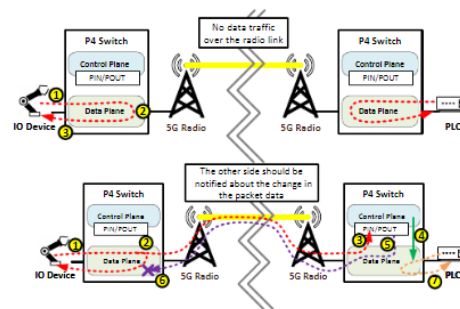 No data traffic
over the radio link
P4 Switch
Control Plane
PIN/POUT
Data Plane
1
2
3
IO Device
5G Radio
5G Radio
P4 Switch
Control Plane
PIN/POUT
Data Plane
PLC
The other side should be
notified about the change in
the packet data
P4 Switch
Control Plane
PIN/POUT
Data Plane
1
2
6
IO Device
5G Radio
5G Radio
P4 Switch
Control Plane
PIN/POUT
Data Plane
3
5
4
7
PLC